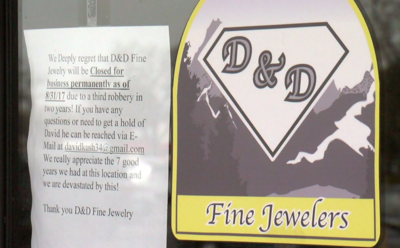 We Deeply regret that D&D Fine
Jewelry will be Closed for
business permanently as of
8/31/17 due to a third robbery in
two years! If you have any
questions or need to get a hold of
David he can be reached via E-
Mail at davidkush34@gmail.com
We really appreciate the 7 good
years we had at this location and
we are devastated by this!
Thank you D&D Fine Jewelry
D & D
Fine Jewelers